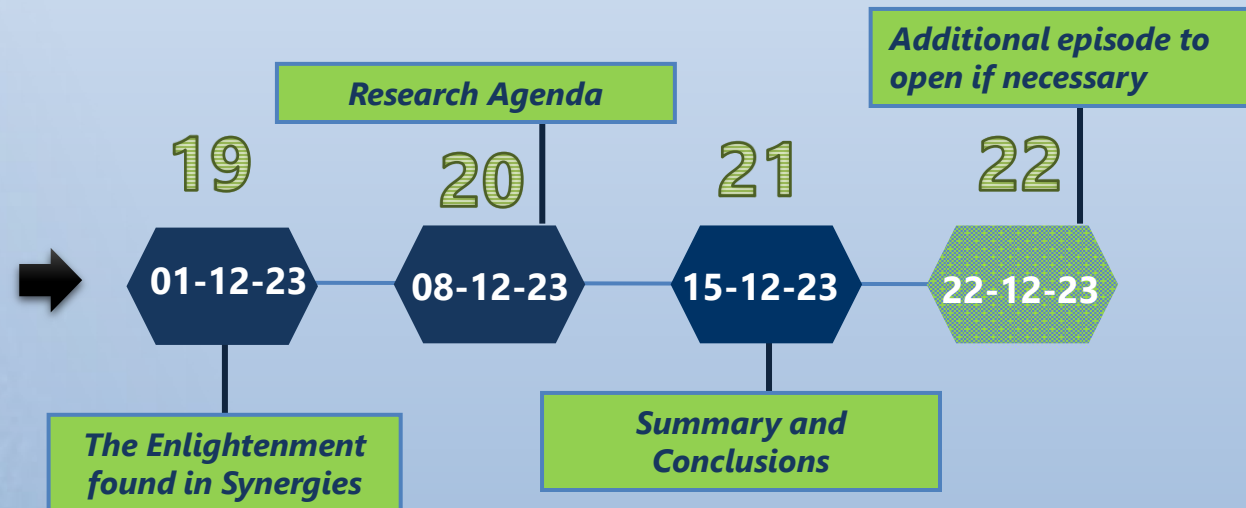 Additional episode to
open if necessary
Research Agenda
19
20
21
22
01-12-23
08-12-23
15-12-23
22-12-23
The Enlightenment
found in Synergies
Summary and
Conclusions